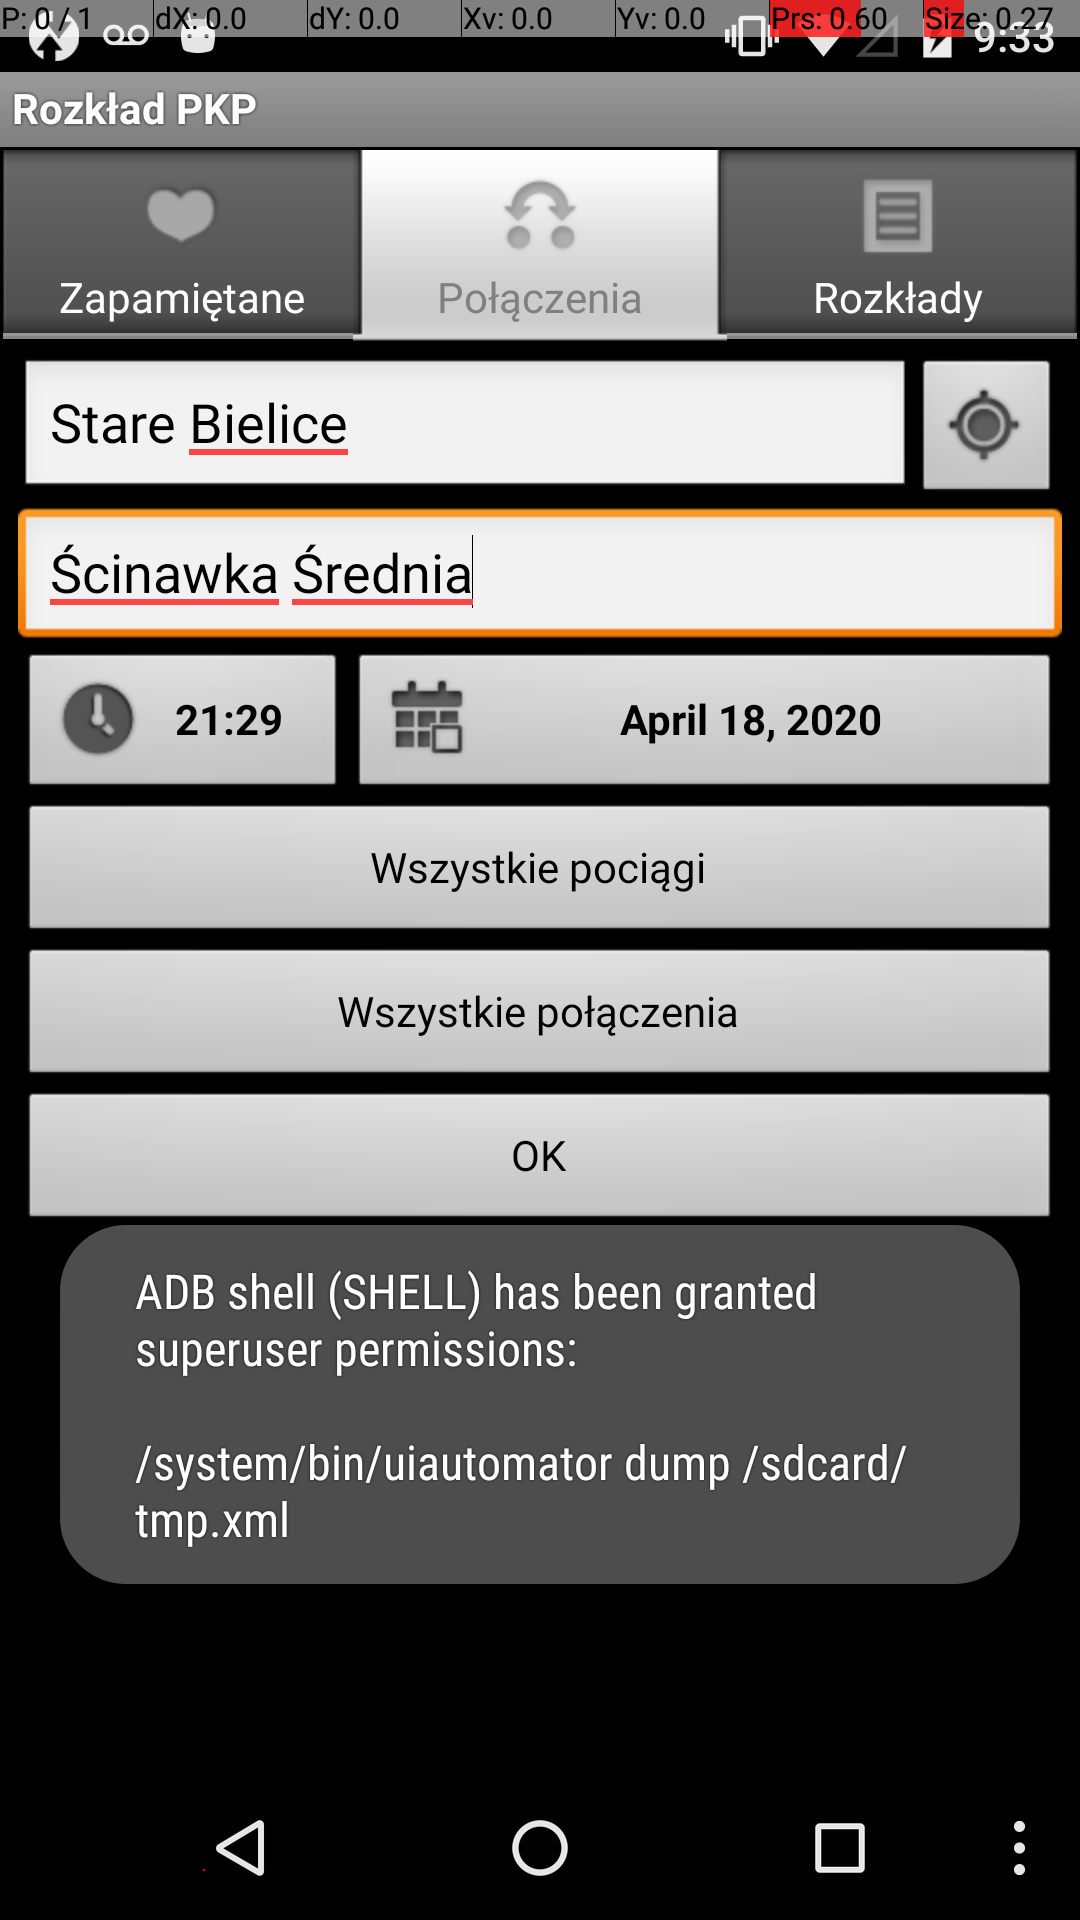 P: 0 / 1 dX: 0.0 dY: 0.0 Xv: 0.0 Yv: 0.0 Prs: 0.60 Size: 0.27
9:33
Rozkład PKP
Zapamiętane Połączenia Rozkłady
Stare Bielice
Ścinawka Średnia
21:29 April 18, 2020
Wszystkie pociągi
Wszystkie połączenia
OK
ADB shell (SHELL) has been granted
superuser permissions:
/system/bin/uiautomator dump /sdcard/
tmp.xml